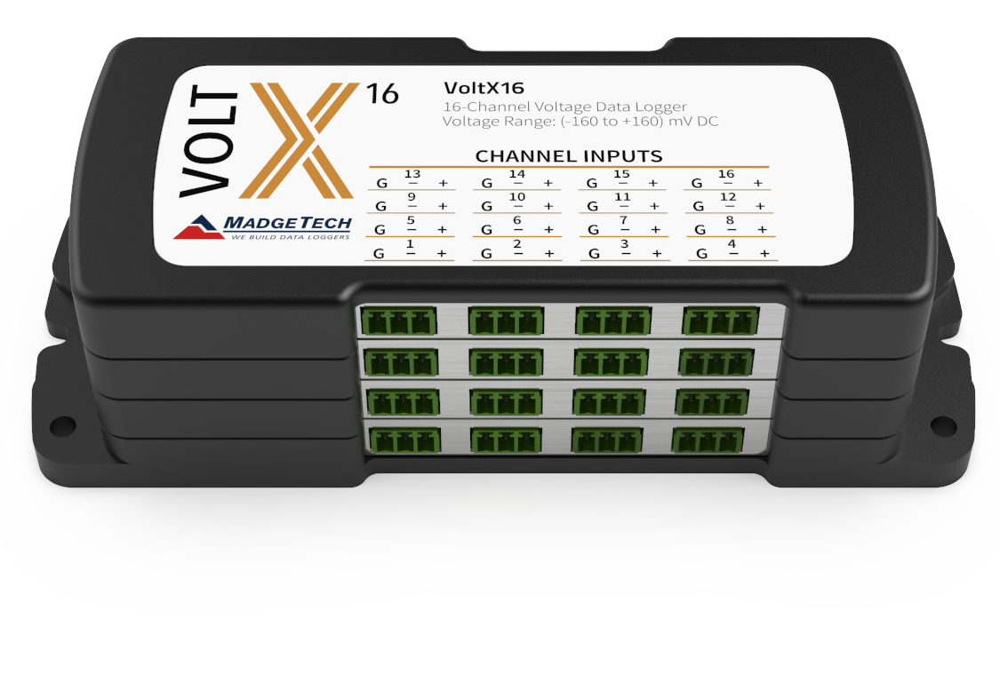 VOLT
X
16
VoltX16
16-Channel Voltage Data Logger
Voltage Range: (-160 to +160) mV DC
CHANNEL INPUTS
13 14 15 16
G − + G − + G − + G − +
9 10 11 12
G − + G − + G − + G − +
5 6 7 8
G − + G − + G − + G − +
1 2 3 4
G − + G − + G − + G − +
MADGETECH
WE BUILD DATA LOGGERS